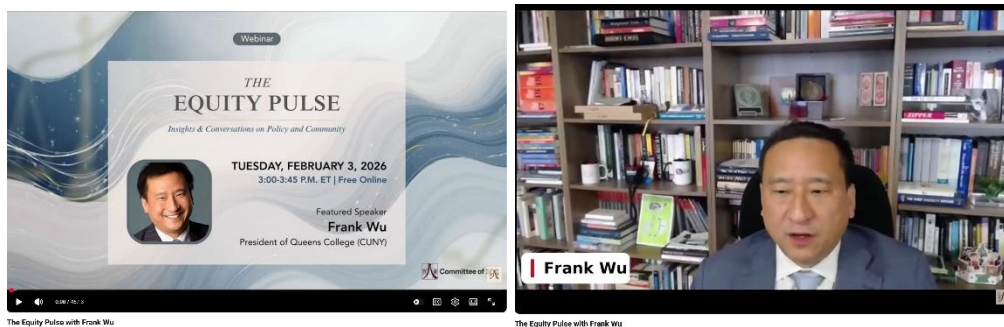 Webinar
THE
EQUITY PULSE
Insights & Conversations on Policy and Community
TUESDAY, FEBRUARY 3, 2026
3:00-3:45 P.M. ET | Free Online
Featured Speaker
Frank Wu
President of Queens College (CUNY)
Committee of
The Equity Pulse with Frank Wu
ZIPPER
Frank Wu
The Equity Pulse with Frank Wu